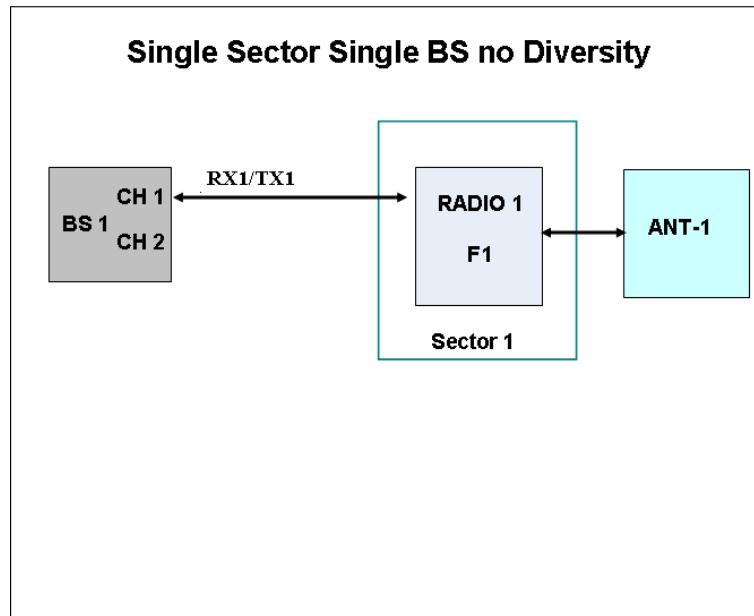 Single Sector Single BS no Diversity
RX1/TX1
CH 1
BS 1
CH 2
RADIO 1
F1
Sector 1
ANT-1